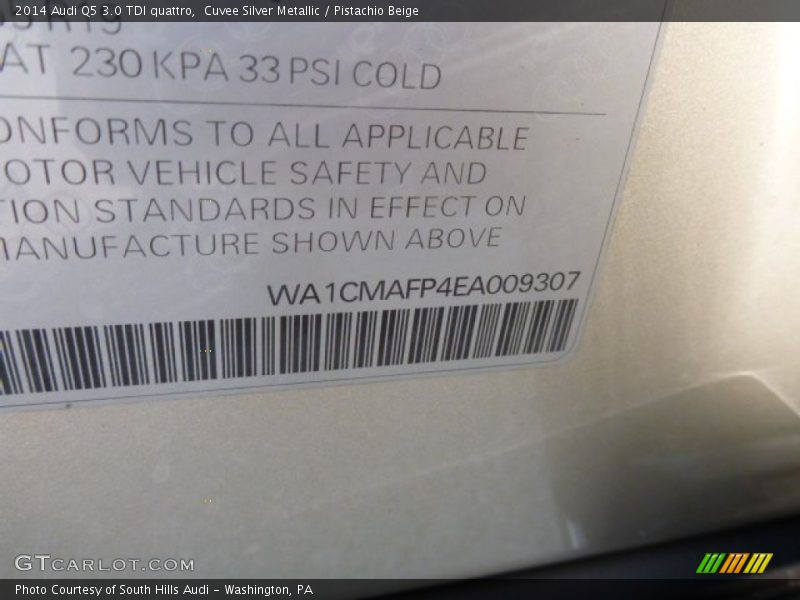 2014 Audi Q5 3.0 TDI quattro,  Cuvee Silver Metallic / Pistachio Beige
AT 230 KPA 33 PSI COLD
ONFORMS TO ALL APPLICABLE
OTOR VEHICLE SAFETY AND
TION STANDARDS IN EFFECT ON
MANUFACTURE SHOWN ABOVE
WA1CMAFP4EA009307
GTCARLOT.COM
Photo Courtesy of South Hills Audi - Washington, PA